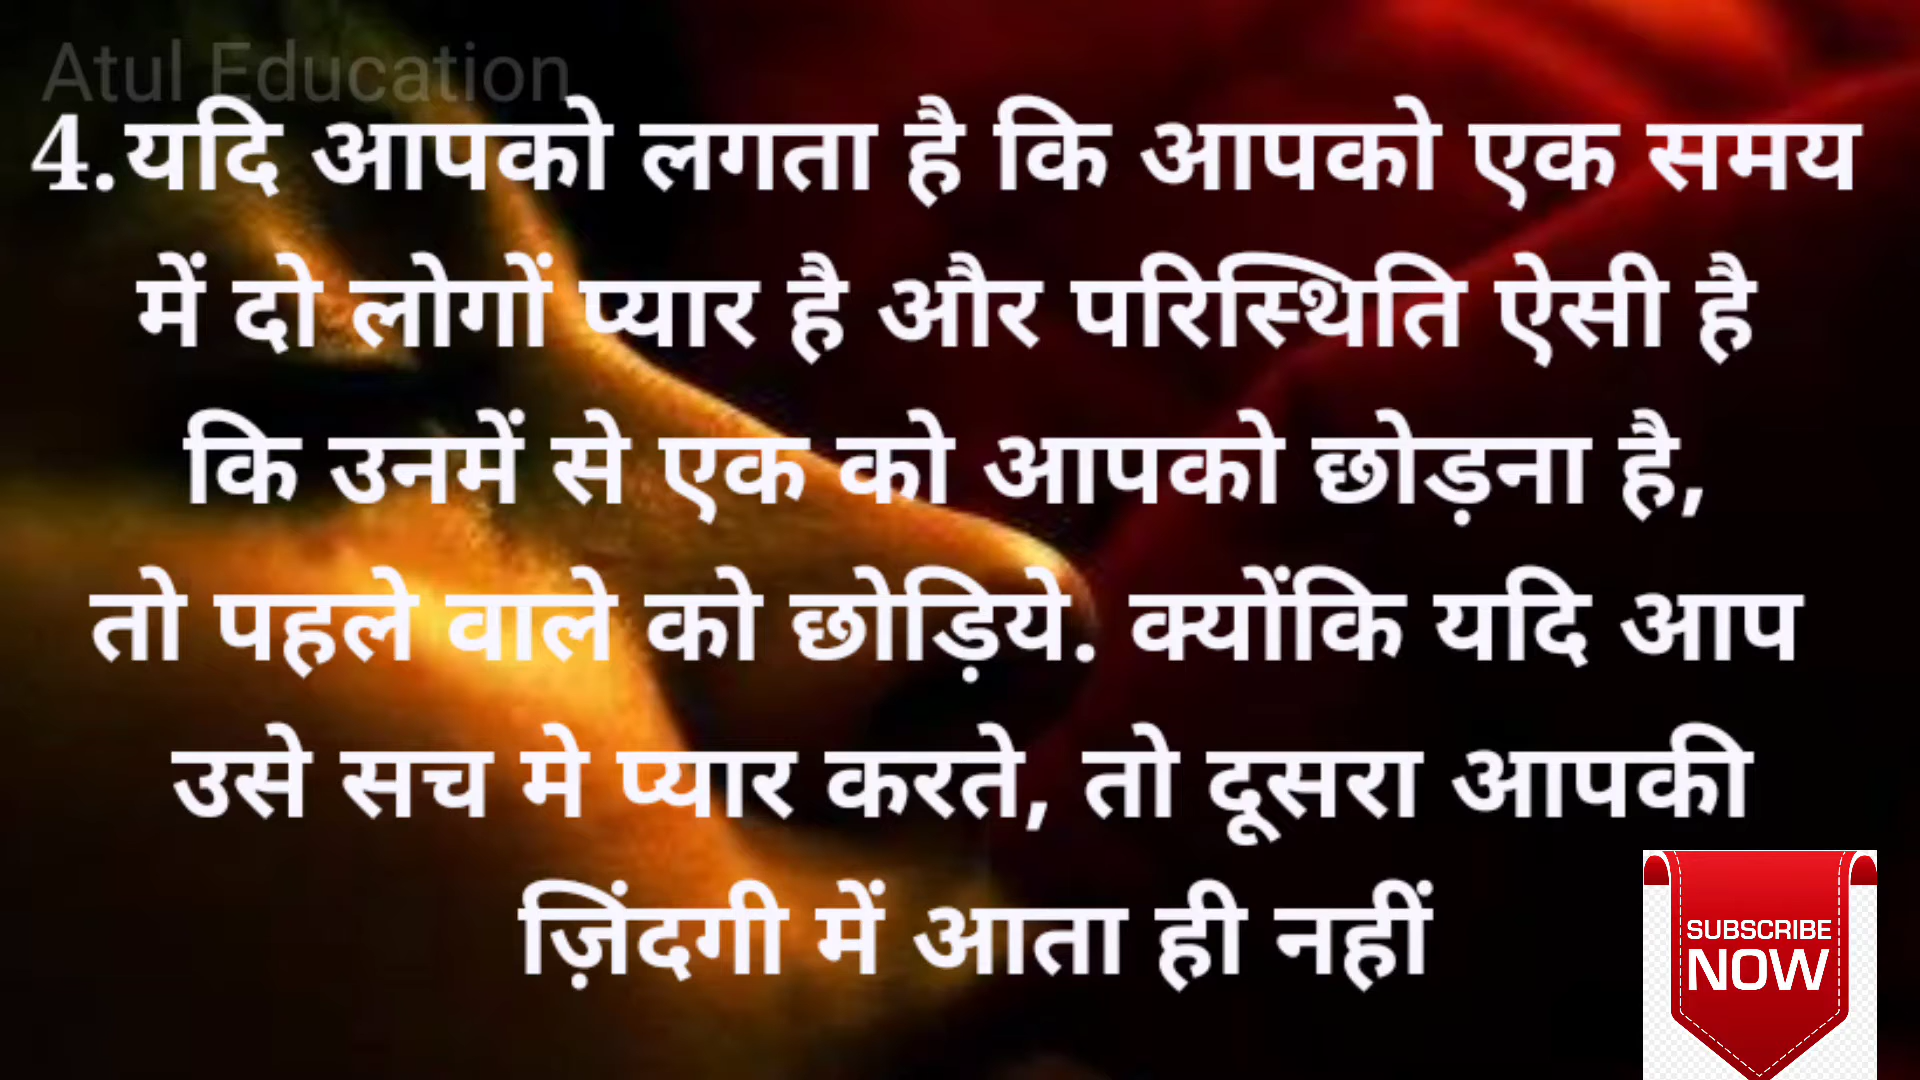 Atul Education
4.यदि आपको लगता है कि आपको एक समय
में दो लोगों प्यार है और परिस्थिति ऐसी है
कि उनमें से एक को आपको छोड़ना है,
तो पहले वाले को छोड़िये. क्योंकि यदि आप
उसे सच मे प्यार करते, तो दूसरा आपकी
ज़िंदगी में आता ही नहीं
SUBSCRIBE
NOW